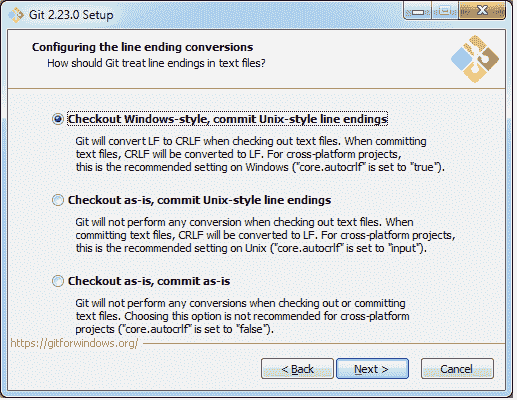 Git 2.23.0 Setup
Configuring the line ending conversions
How should Git treat line endings in text files?
Checkout Windows-style, commit Unix-style line endings
Git will convert LF to CRLF when checking out text files. When committing
text files, CRLF will be converted to LF. For cross-platform projects,
this is the recommended setting on Windows ("core.autocrlf" is set to "true").
Checkout as-is, commit Unix-style line endings
Git will not perform any conversion when checking out text files. When
committing text files, CRLF will be converted to LF. For cross-platform projects,
this is the recommended setting on Unix ("core.autocrlf" is set to "input").
Checkout as-is, commit as-is
Git will not perform any conversions when checking out or committing
text files. Choosing this option is not recommended for cross-platform
projects ("core.autocrlf" is set to "false").
https://gitforwindows.org/
< Back
Next >
Cancel